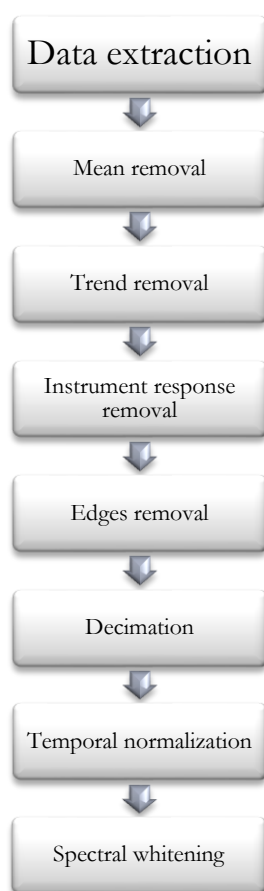 Data extraction
Mean removal
Trend removal
Instrument response
removal
Edges removal
Decimation
Temporal normalization
Spectral whitening